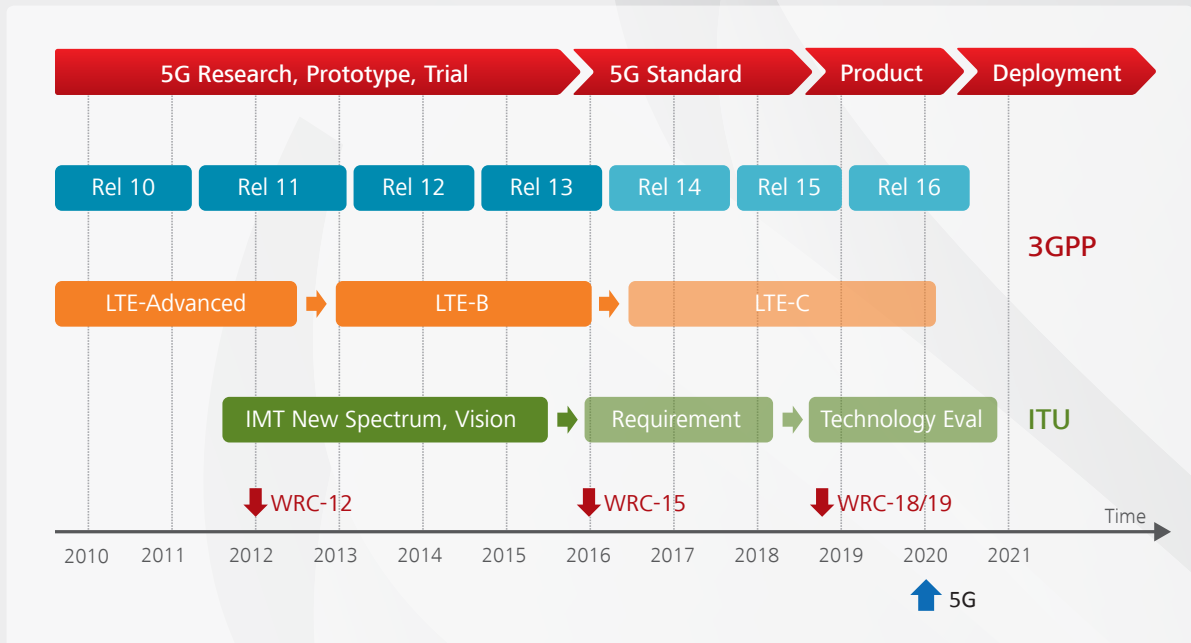 5G Research, Prototype, Trial
5G Standard
Product
Deployment
Rel 10
Rel 11
Rel 12
Rel 13
Rel 14
Rel 15
Rel 16
3GPP
LTE-Advanced
LTE-B
LTE-C
IMT New Spectrum, Vision
Requirement
Technology Eval
ITU
WRC-12
WRC-15
WRC-18/19
Time
2010
2011
2012
2013
2014
2015
2016
2017
2018
2019
2020
2021
5G